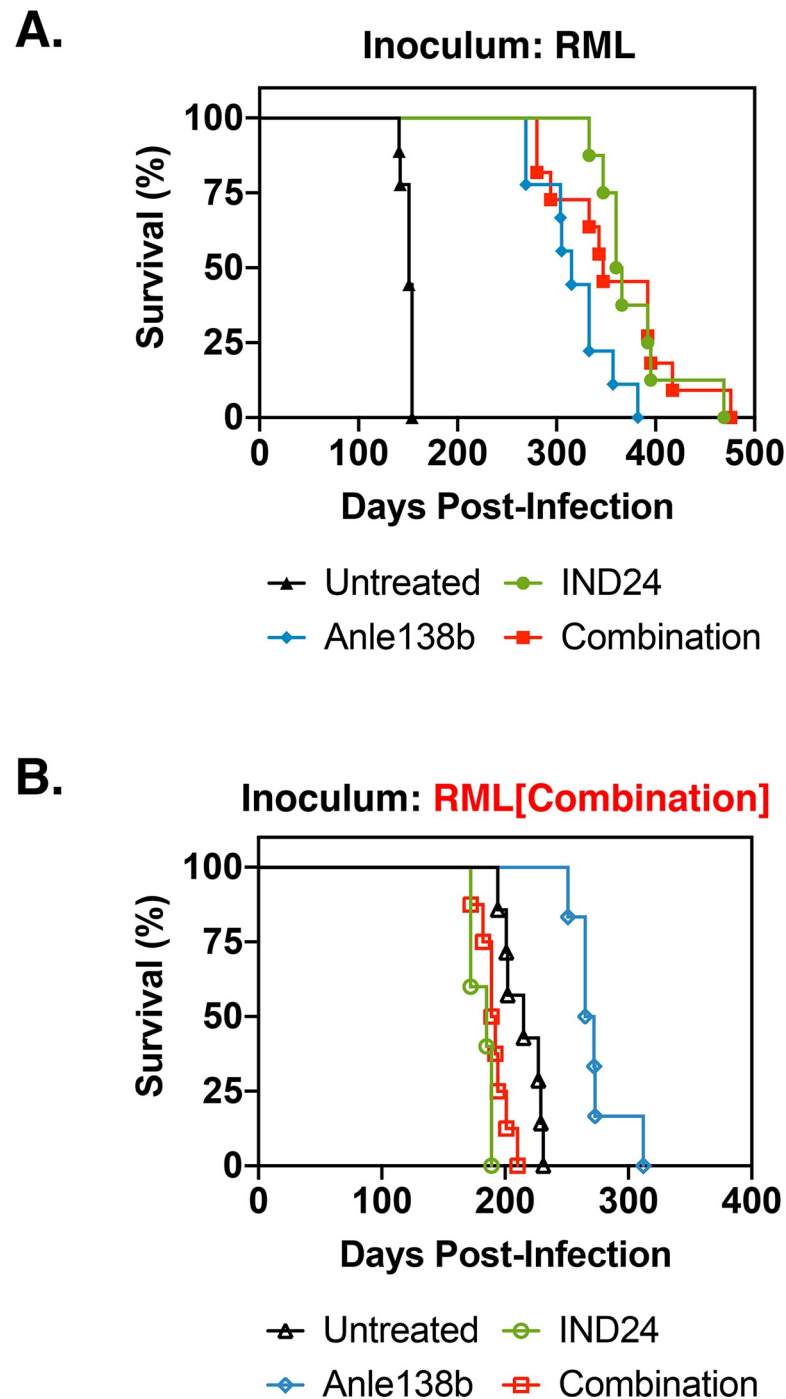 A.
Inoculum: RML
Survival (%)
100
75
50
25
0
0 100 200 300 400 500
Days Post-Infection
Untreated IND24
Anle138b Combination
B.
Inoculum: RML[Combination]
Survival (%)
100
75
50
25
0
0 100 200 300 400
Days Post-Infection
Untreated IND24
Anle138b Combination